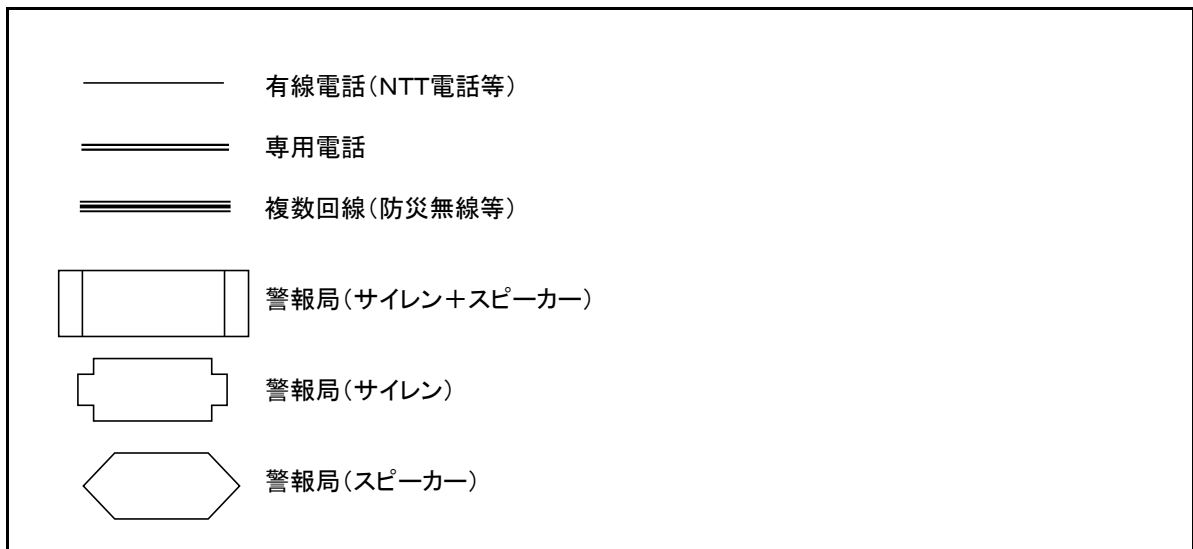 有線電話(NTT電話等)
専用電話
複数回線(防災無線等)
警報局(サイレン+スピーカー)
警報局(サイレン)
警報局(スピーカー)